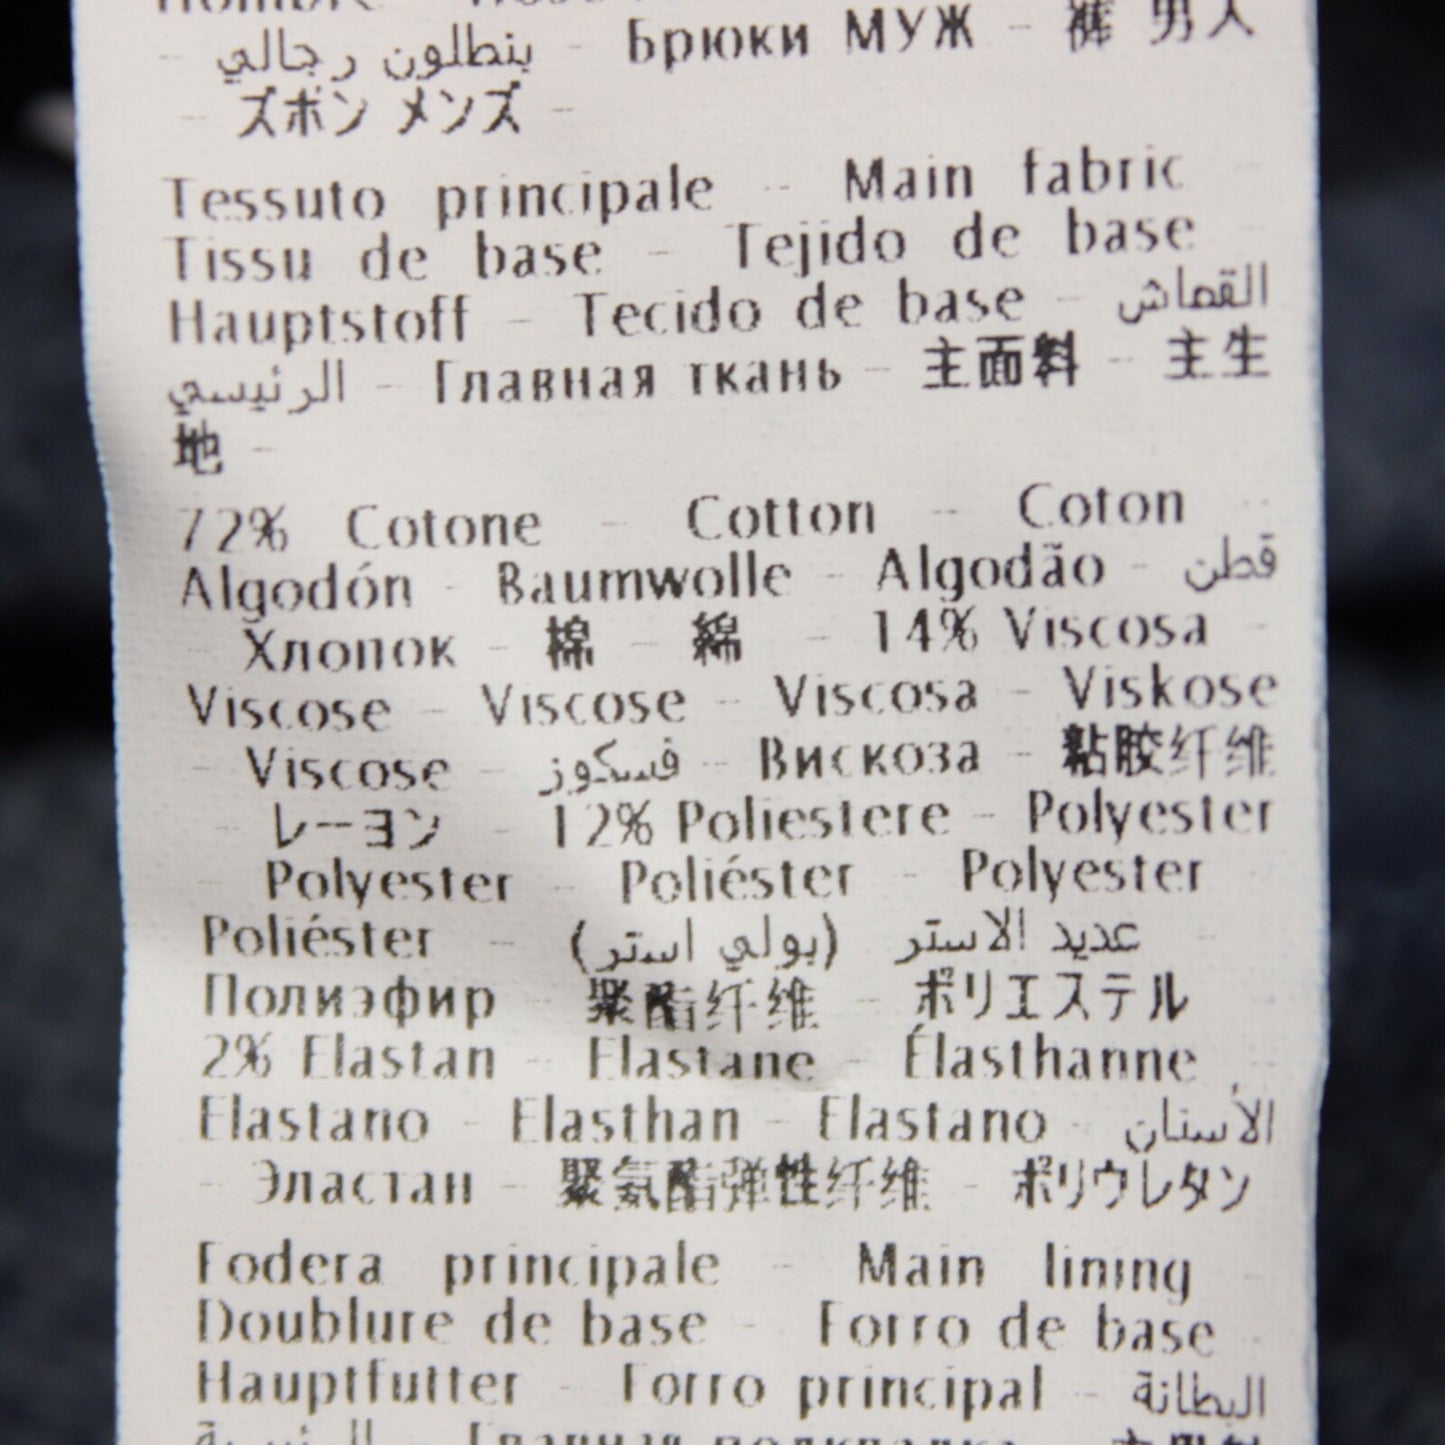 - بنطلون رجالي - Брюки МУЖ - 裤 男人
- ズボン メンズ -
Tessuto principale - Main fabric -
Tissu de base - Tejido de base
Hauptstoff - Tecido de base - القماش
الرئيسي - Главная ткань - 主面料 - 主生
地 -
72% Cotone - Cotton - Coton -
Algodón - Baumwolle - Algodão - قطن
Хлопок - 棉 - 綿 - 14% Viscosa -
Viscose - Viscose - Viscosa - Viskose
- Viscose - فسكوز - Вискоза - 粘胶纤维
- レーヨン - 12% Poliestere - Polyester
- Polyester - Poliéster - Polyester
Poliéster - عديد الاستر (بولي استر) -
Полиэфир - 聚酯纤维 - ポリエステル
2% Elastan - Elastane - Élasthanne -
Elastano - Elasthan - Elastano - الأستان
- Эластан - 聚氨酯弹性纤维 - ポリウレタン
Fodera principale - Main lining -
Doublure de base - Forro de base -
Hauptfutter - Forro principal - البطانة
الرئيسية - Главная подкладка -